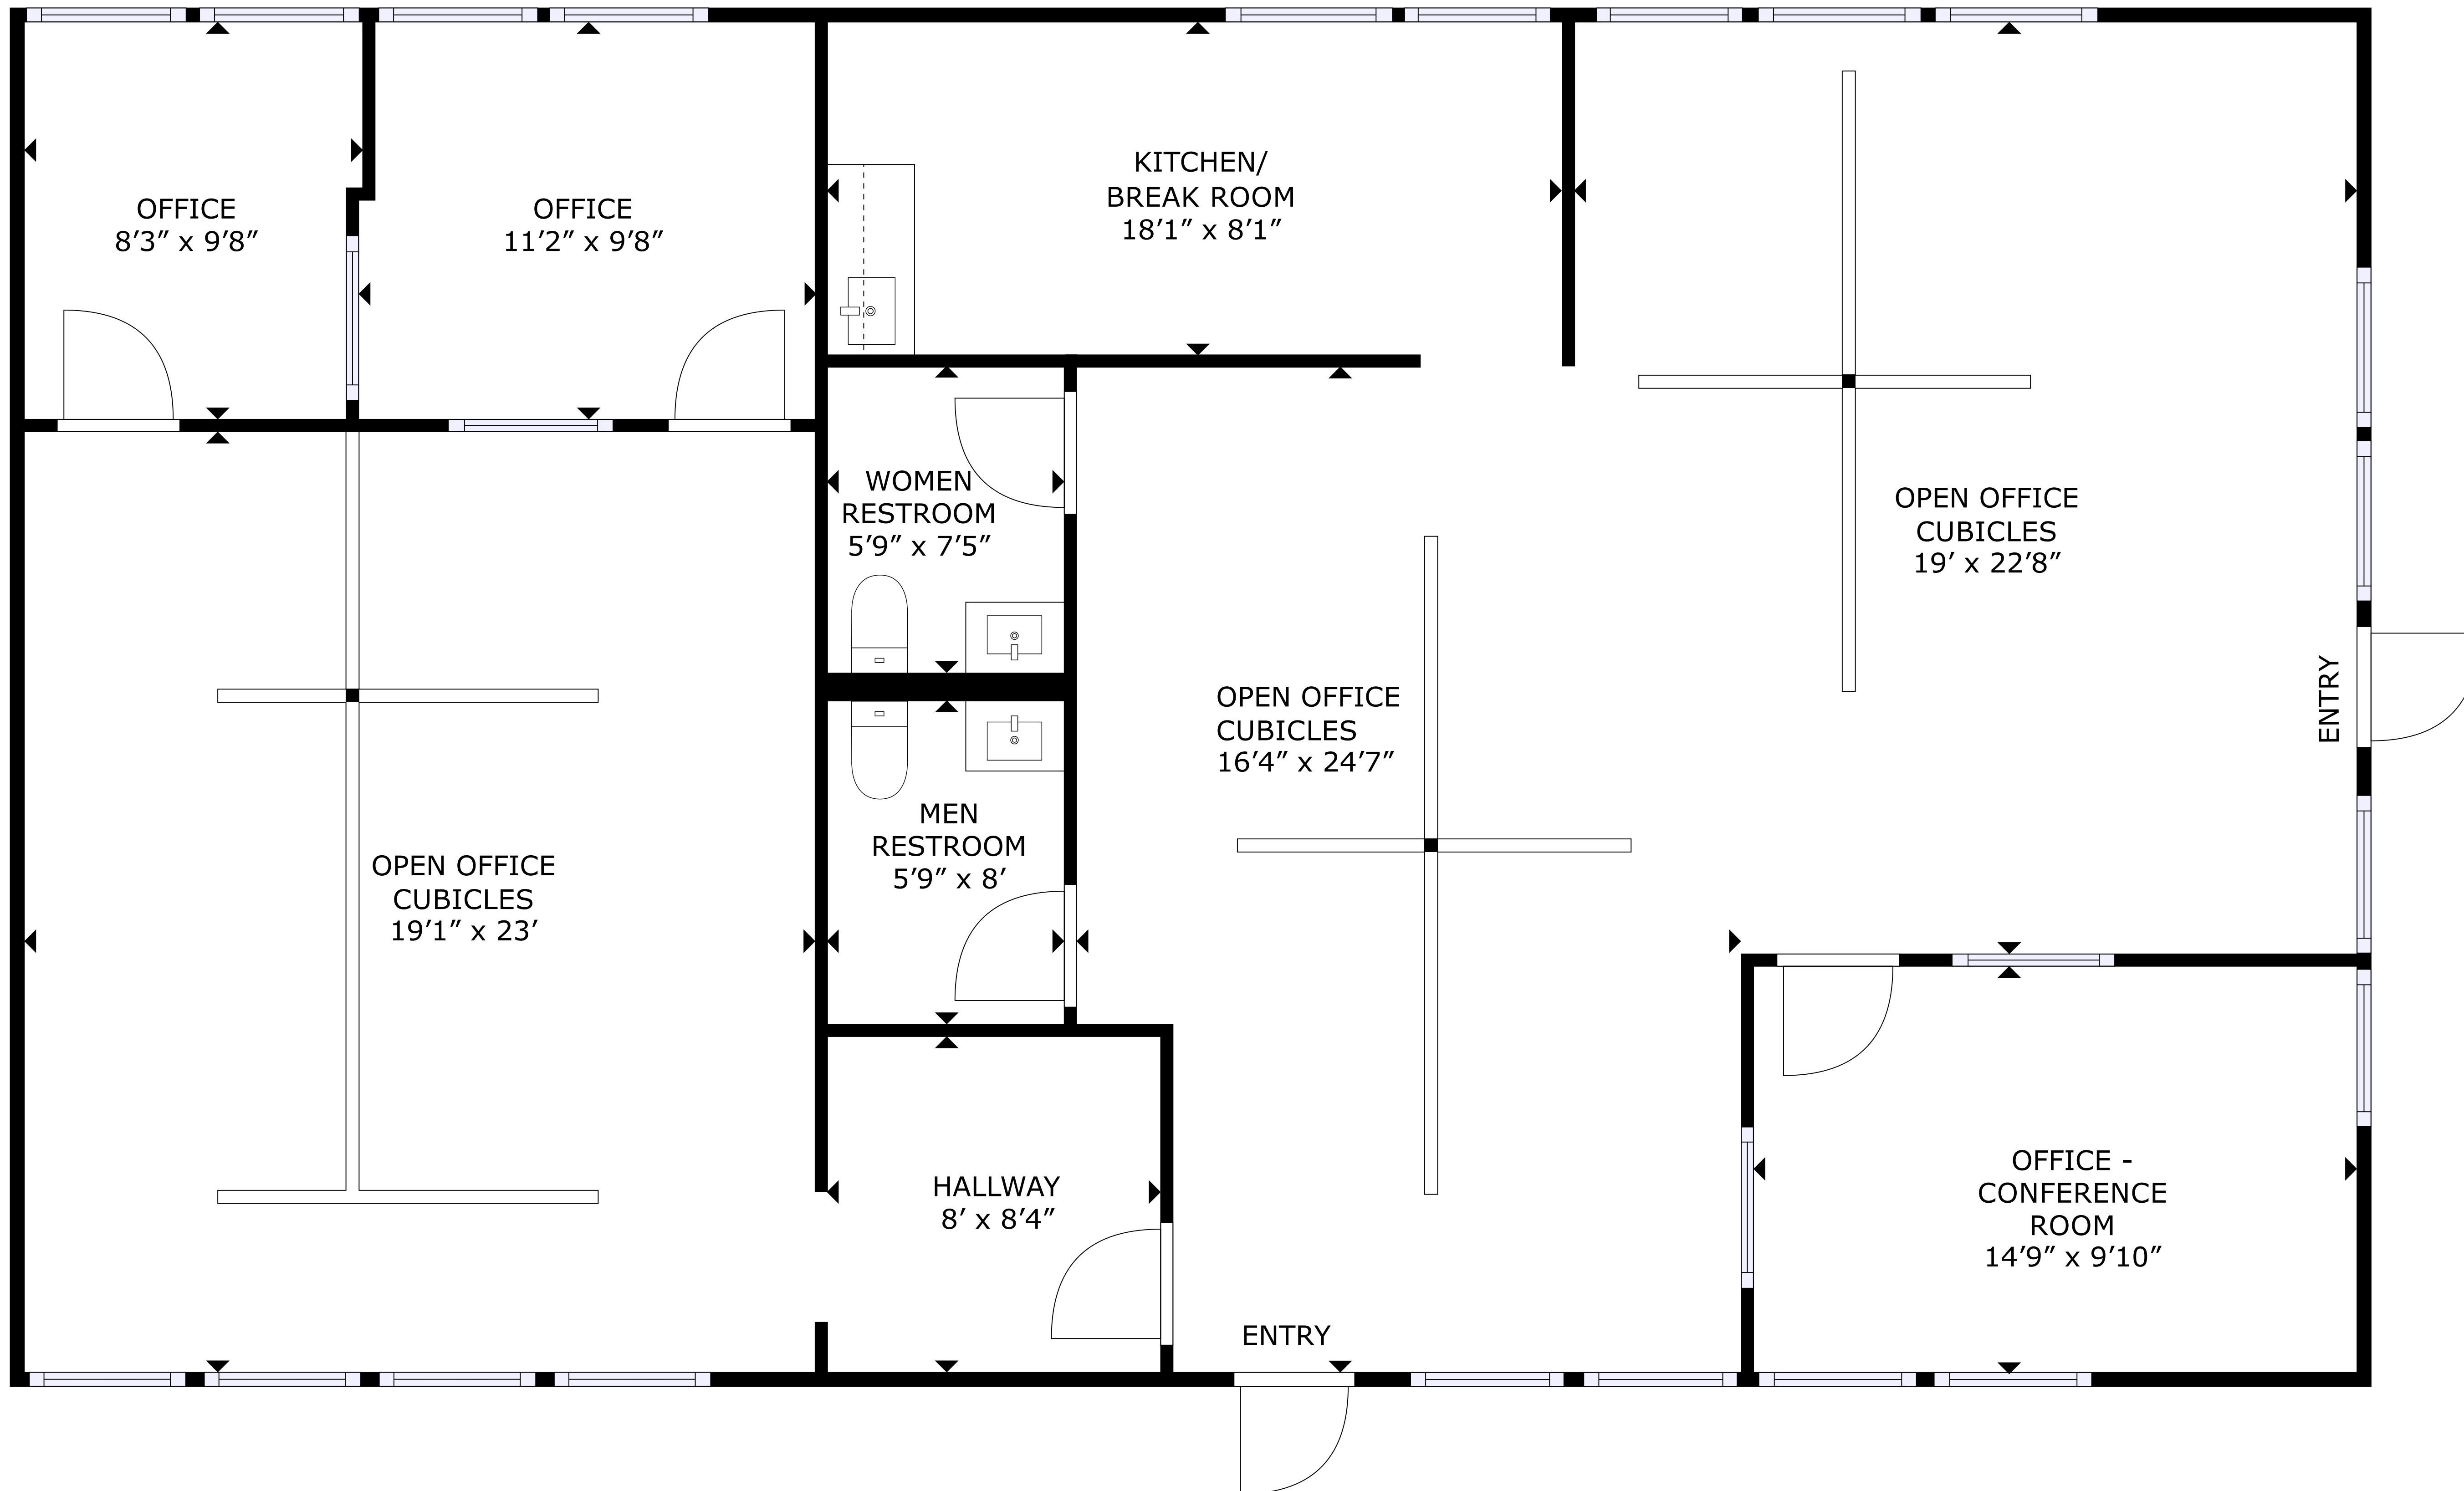 OFFICE
8’3” x 9’8”
OFFICE
11’2” x 9’8”
KITCHEN/
BREAK ROOM
18’1” x 8’1”
WOMEN
RESTROOM
5’9” x 7’5”
OPEN OFFICE
CUBICLES
19’ x 22’8”
ENTRY
OPEN OFFICE
CUBICLES
16’4” x 24’7”
MEN
RESTROOM
5’9” x 8’
OPEN OFFICE
CUBICLES
19’1” x 23’
HALLWAY
8’ x 8’4”
OFFICE -
CONFERENCE
ROOM
14’9” x 9’10”
ENTRY